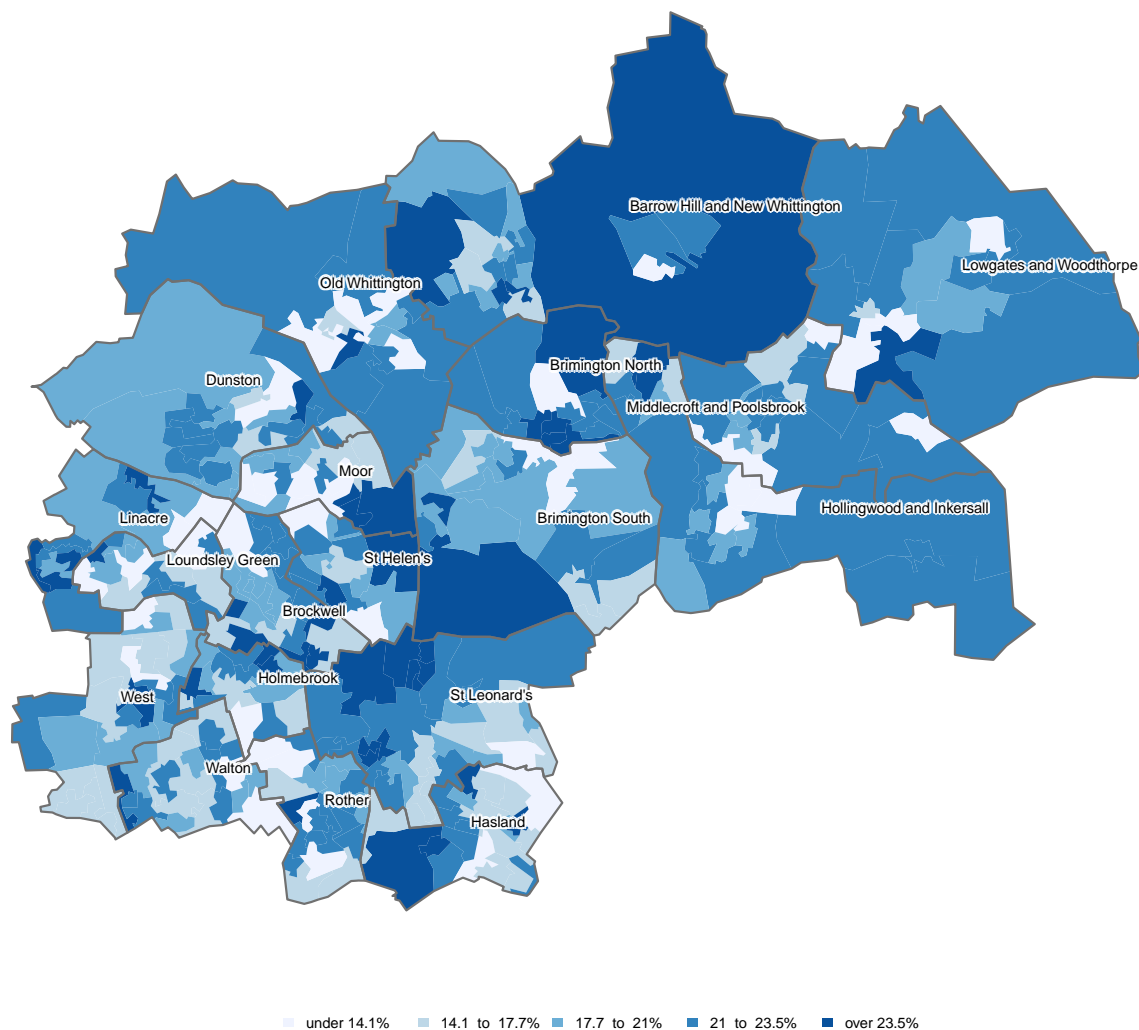 Barrow Hill and New Whittington
Lowgates and Woodthorpe
Old Whittington
Brimington North
Dunston
Middlecroft and Poolsbrook
Moor
Hollingwood and Inkersall
Linacre
Brimington South
Loundsley Green
St Helen's
Brockwell
Holmebrook
West
St Leonard's
Walton
Rother
Hasland
under 14.1%
14.1 to 17.7%
17.7 to 21%
21 to 23.5%
over 23.5%